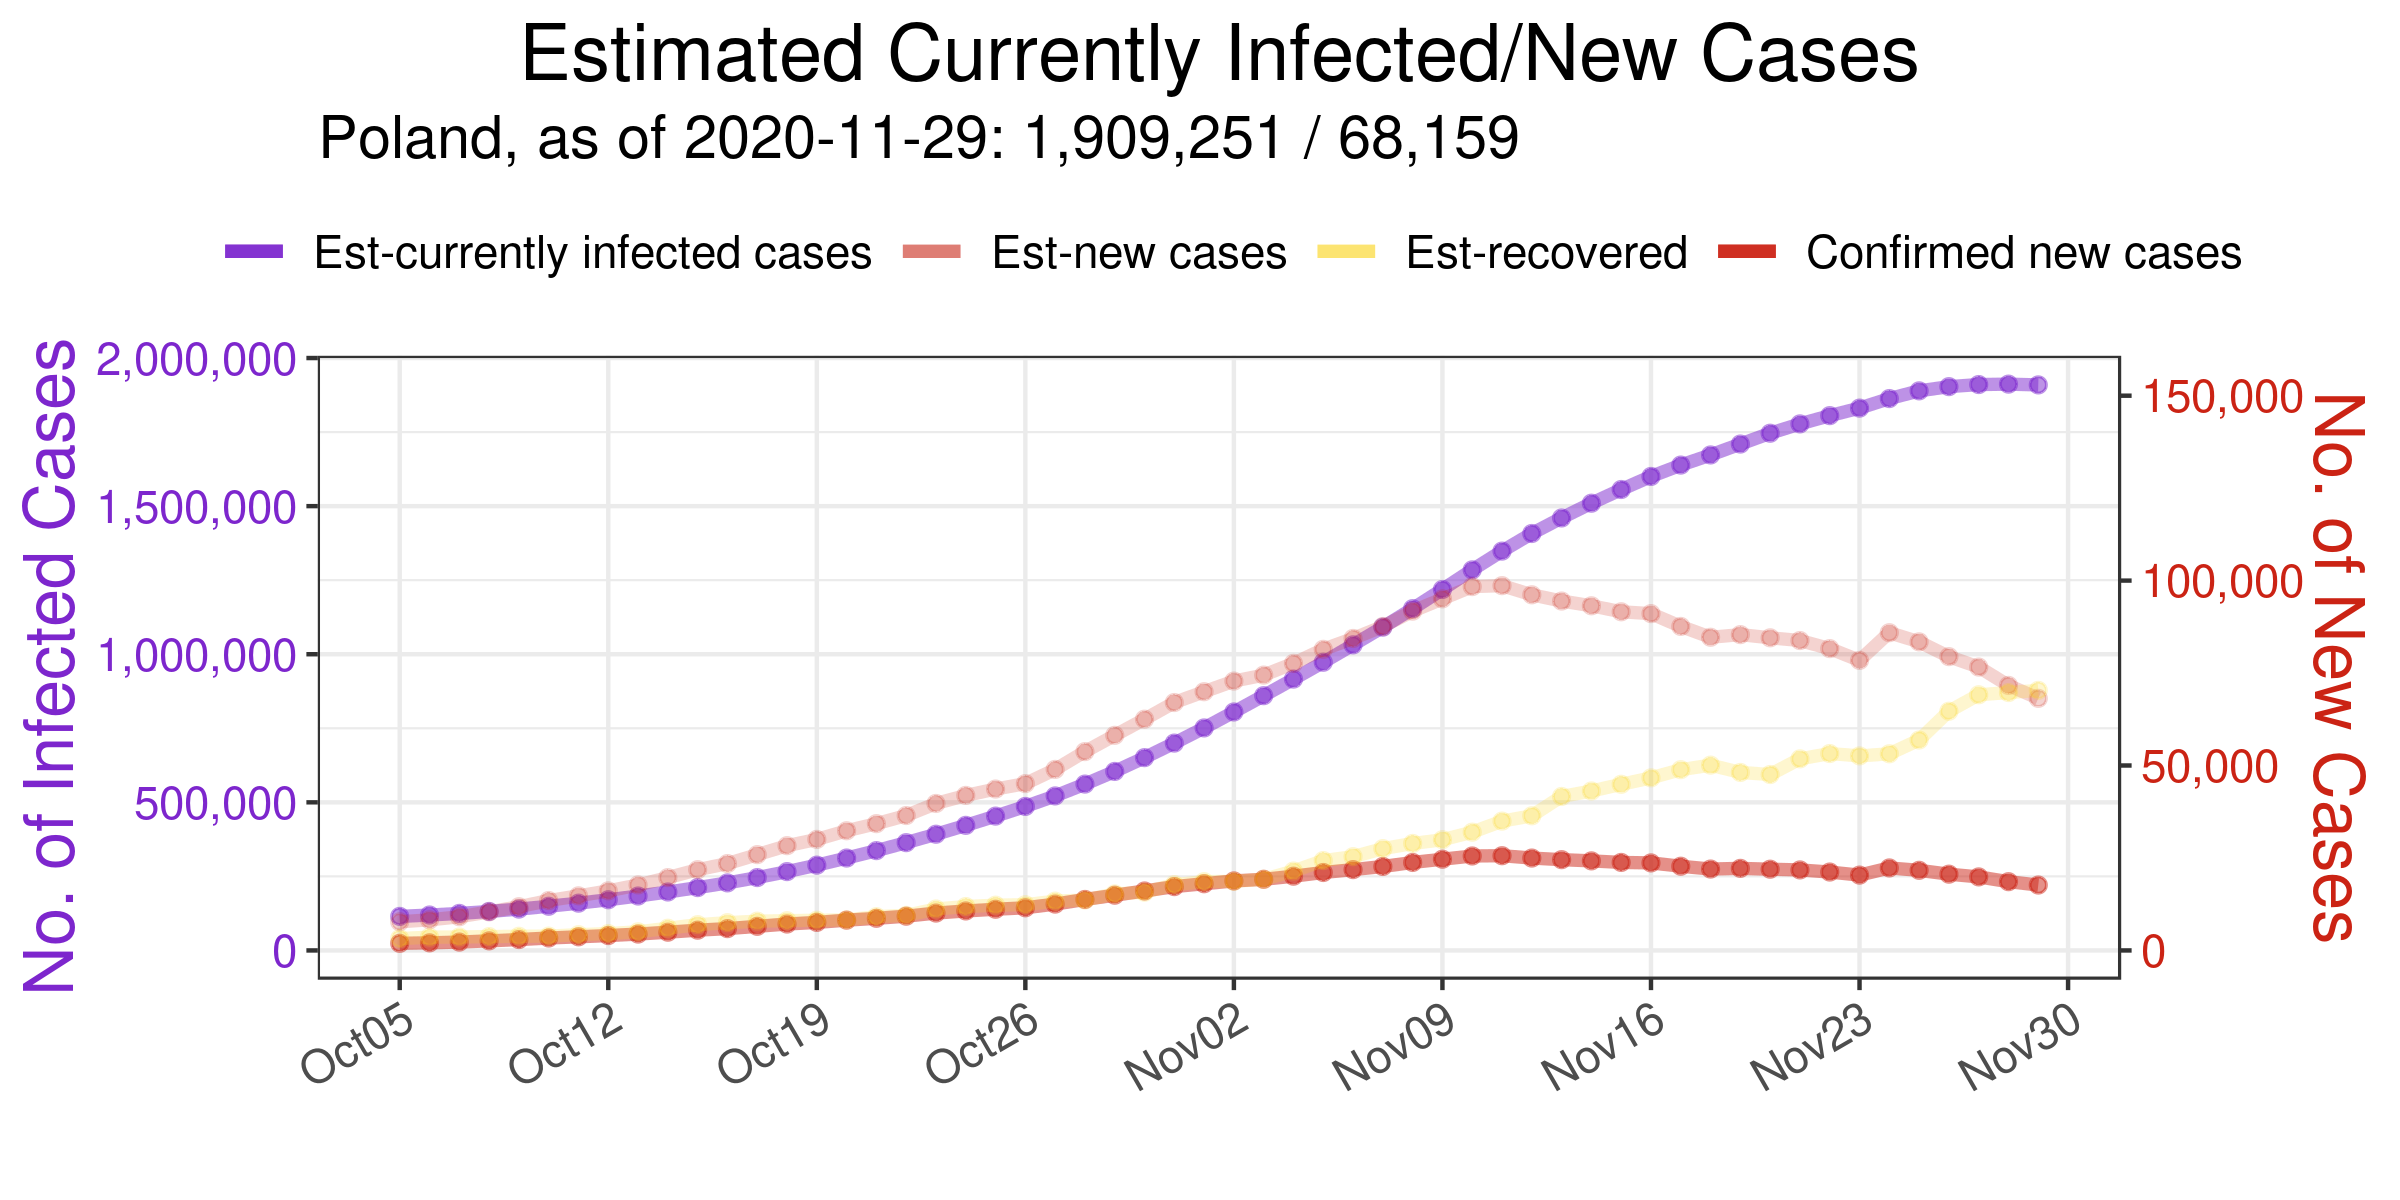 Estimated Currently Infected/New Cases
Poland, as of 2020-11-29: 1,909,251 / 68,159
Est-currently infected cases Est-new cases Est-recovered Confirmed new cases
No. of Infected Cases
2,000,000
1,500,000
1,000,000
500,000
0
150,000
100,000
50,000
0
No. of New Cases
Oct05 Oct12 Oct19 Oct26 Nov02 Nov09 Nov16 Nov23 Nov30